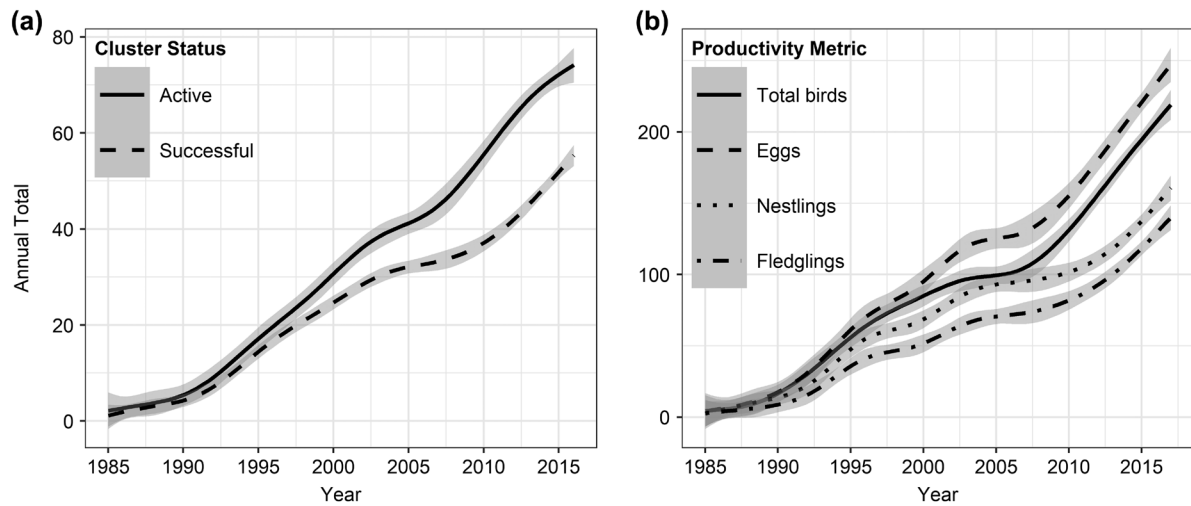 (a)
Cluster Status
Active
Successful
80
60
40
20
0
Annual Total
1985 1990 1995 2000 2005 2010 2015
Year
(b)
Productivity Metric
Total birds
Eggs
Nestlings
Fledglings
200
100
0
1985 1990 1995 2000 2005 2010 2015
Year